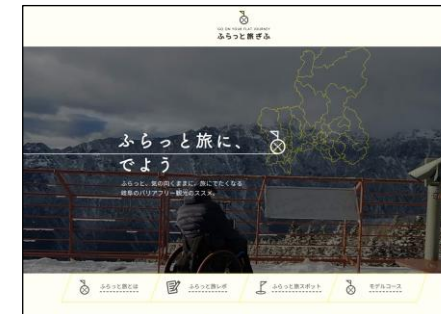 ふらっと旅ぎふ
ふらっと旅に、
でよう
ふらっと、気の向くままに、旅にでたくなる
岐阜のバリアフリー観光のススメ。
ふらっと旅とは
ふらっと旅レポ
ふらっと旅スポット
モデルコース